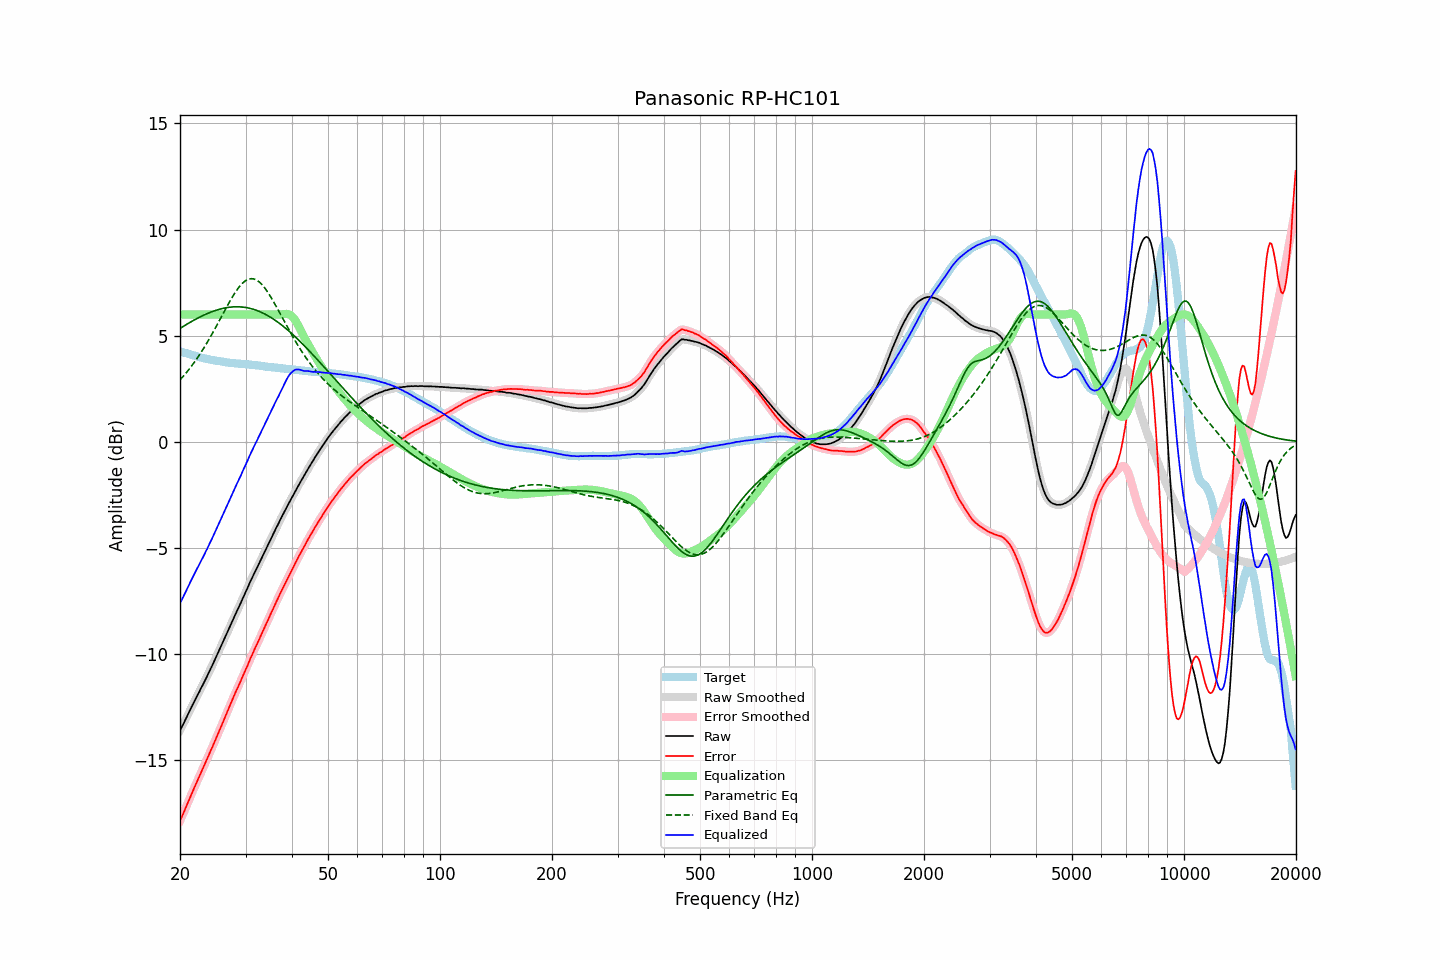 Panasonic RP-HC101
Amplitude (dBr)
15
10
5
0
−5
−10
−15
Target
Raw Smoothed
Error Smoothed
Raw
Error
Equalization
Parametric Eq
Fixed Band Eq
Equalized
20 50 100 200 500 1000 2000 5000 10000 20000
Frequency (Hz)